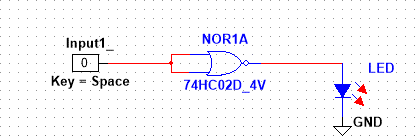 Input1_
0
Key = Space
NOR1A
74HC02D_4V
LED
GND